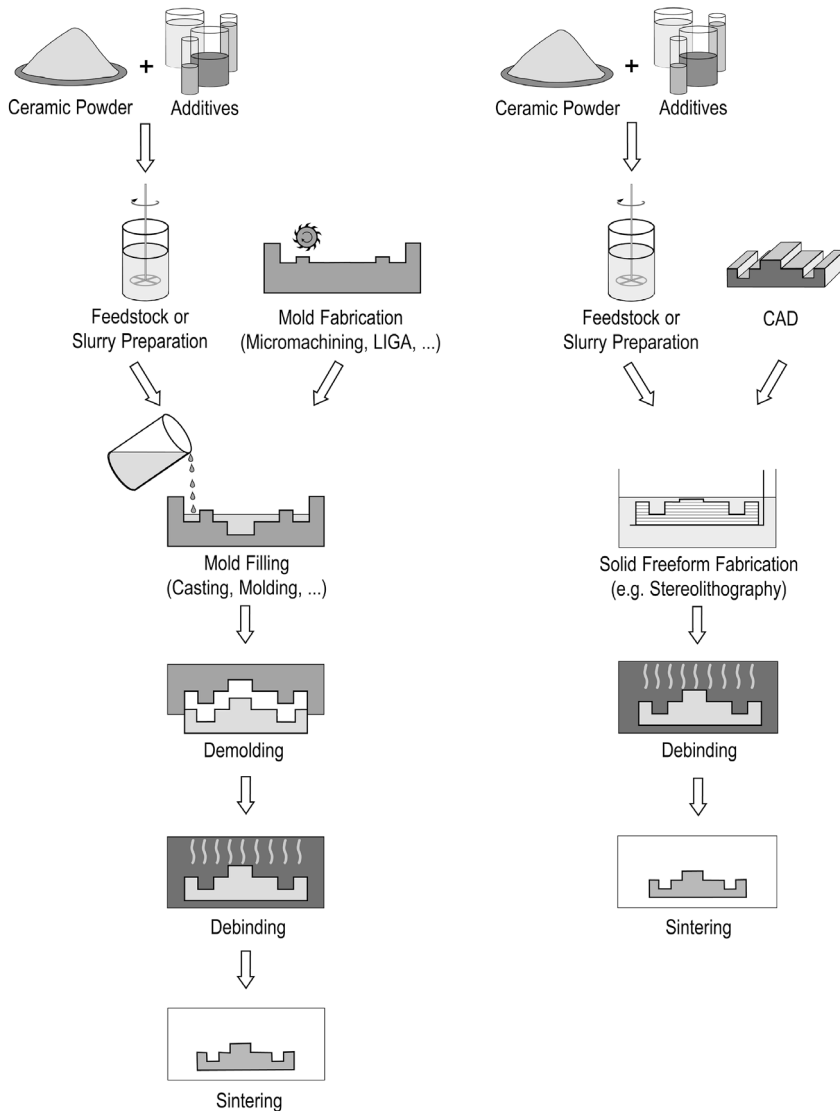 +
Ceramic Powder Additives
Feedstock or
Slurry Preparation
Mold Fabrication
(Micromachining, LIGA, ...)
Mold Filling
(Casting, Molding, ...)
Demolding
Debinding
Sintering
+
Ceramic Powder Additives
Feedstock or
Slurry Preparation
CAD
Solid Freeform Fabrication
(e.g. Stereolithography)
Debinding
Sintering